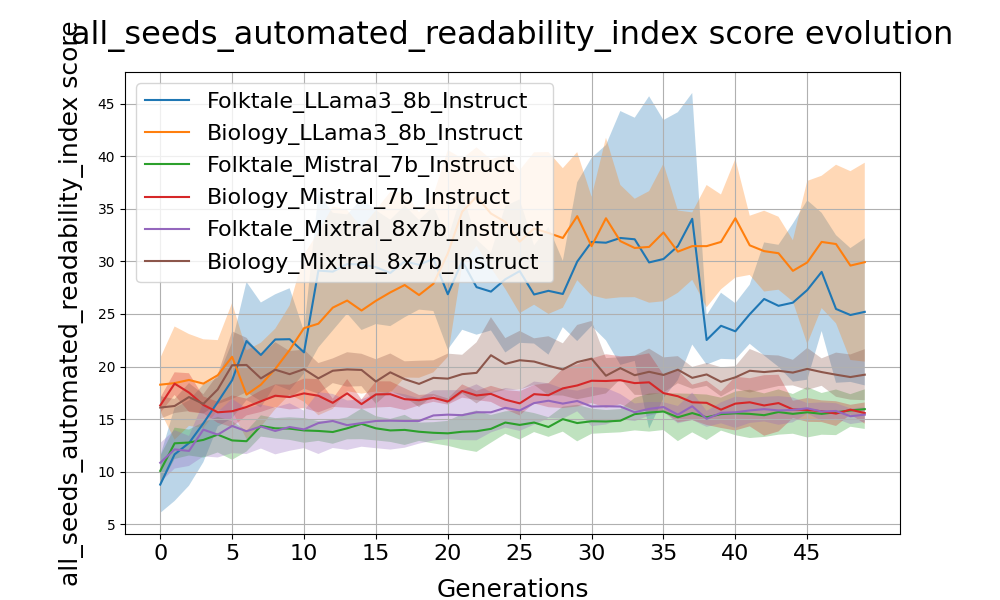 all_seeds_automated_readability_index score evolution
all_seeds_automated_readability_index score
45
40
35
30
25
20
15
10
5
Folktale_LLama3_8b_Instruct
Biology_LLama3_8b_Instruct
Folktale_Mistral_7b_Instruct
Biology_Mistral_7b_Instruct
Folktale_Mixtral_8x7b_Instruct
Biology_Mixtral_8x7b_Instruct
0 5 10 15 20 25 30 35 40 45
Generations